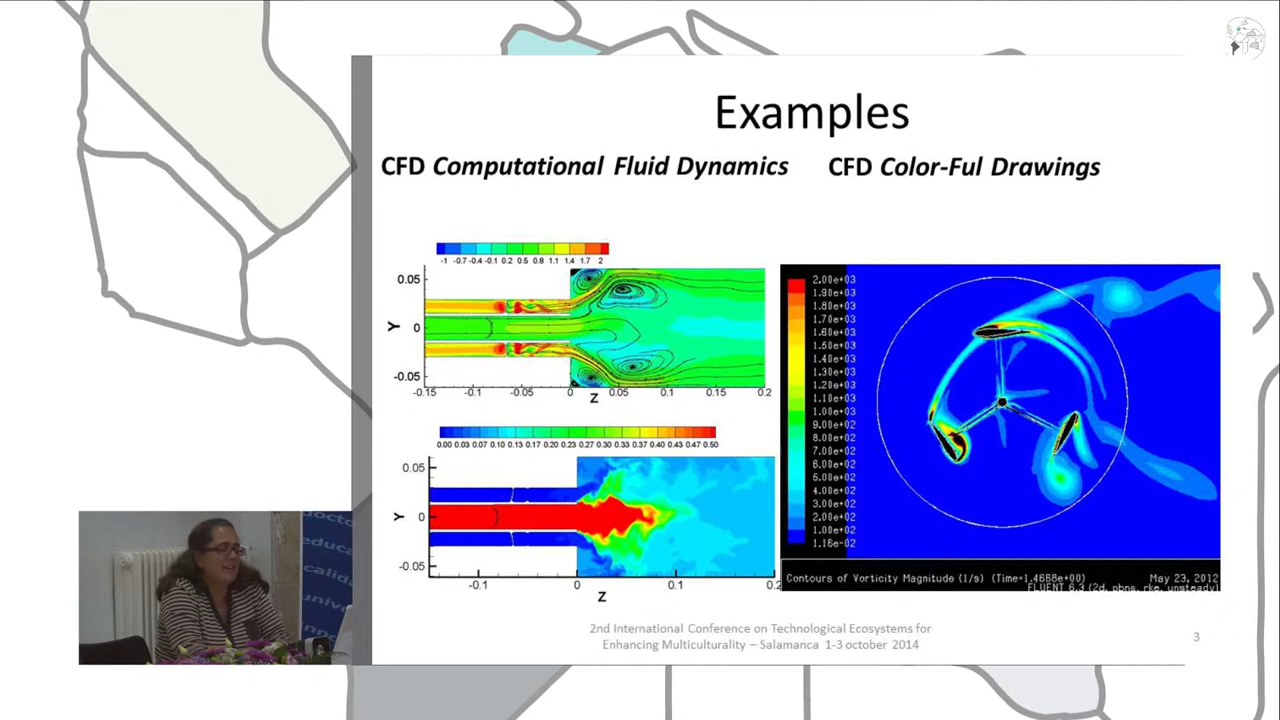 Examples
CFD Computational Fluid Dynamics
CFD Color-Ful Drawings
-1 -0.7 -0.4 -0.1 0.2 0.5 0.8 1.1 1.4 1.7 2
0.05
Y 0
-0.05
-0.15 -0.1 -0.05 0 0.05 0.1 0.2
Z
0.00 0.03 0.07 0.10 0.13 0.17 0.20 0.23 0.27 0.30 0.33 0.37 0.40 0.43 0.47 0.50
0.05
Y 0
-0.05
-0.1 0 0.1 0.2
Z
2.00e+03
1.90e+03
1.80e+03
1.70e+03
1.60e+03
1.50e+03
1.40e+03
1.30e+03
1.20e+03
1.10e+03
1.00e+03
9.00e+02
8.00e+02
7.00e+02
6.00e+02
5.00e+02
4.00e+02
3.00e+02
2.00e+02
1.00e+02
1.16e-02
Contours of Vorticity Magnitude (1/s) (Time=1.4668e+00)
May 23, 2012
FLUENT 6.3 (2d, pbns, rke, unsteady)
docto
educa
calida
unive
inno
2nd International Conference on Technological Ecosystems for
Enhancing Multiculturality – Salamanca 1-3 october 2014
3